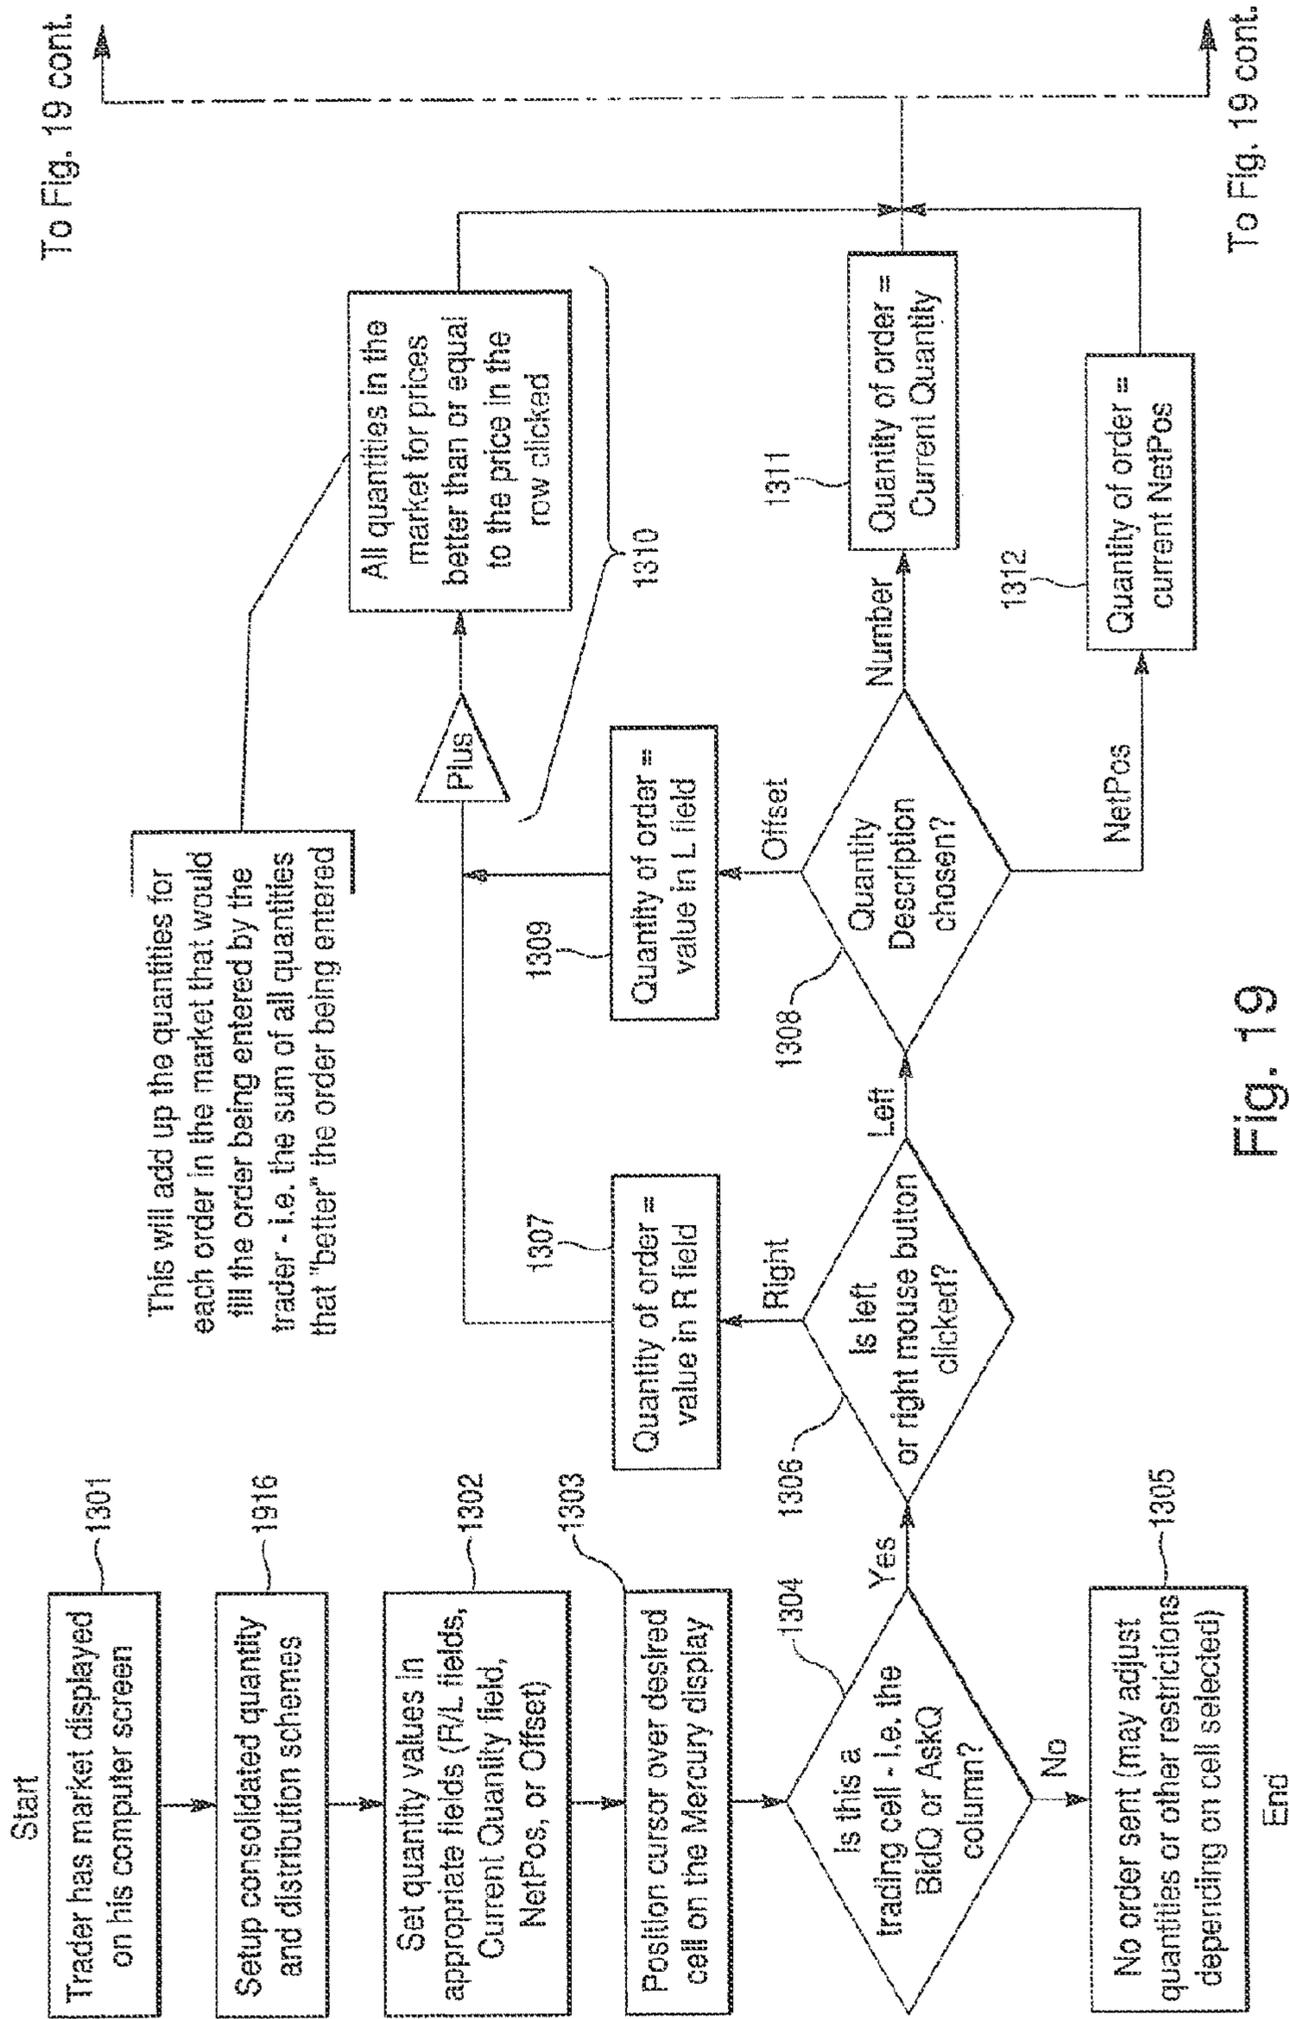 Start
Trader has market displayed
on his computer screen
1301
Setup consolidated quantity
and distribution schemes
1916
Set quantity values in
appropriate fields (R/L fields,
Current Quantity field,
NetPos, or Offset)
1302
Position cursor over desired
cell on the Mercury display
1303
Is this a
trading cell - i.e. the
BidQ or AskQ
column?
1304
Yes
No
No order sent (may adjust
quantities or other restrictions
depending on cell selected)
1305
End
Is left
or right mouse button
clicked?
1306
Right
Left
Quantity of order =
value in R field
1307
Quantity
Description
chosen?
1308
Offset
Number
NetPos
Quantity of order =
value in L field
1309
This will add up the quantities for
each order in the market that would
fill the order being entered by the
trader - i.e. the sum of all quantities
that "better" the order being entered
Plus
All quantities in the
market for prices
better than or equal
to the price in the
row clicked
1310
Quantity of order =
Current Quantity
1311
Quantity of order =
current NetPos
1312
To Fig. 19 cont.
To Fig. 19 cont.
Fig. 19